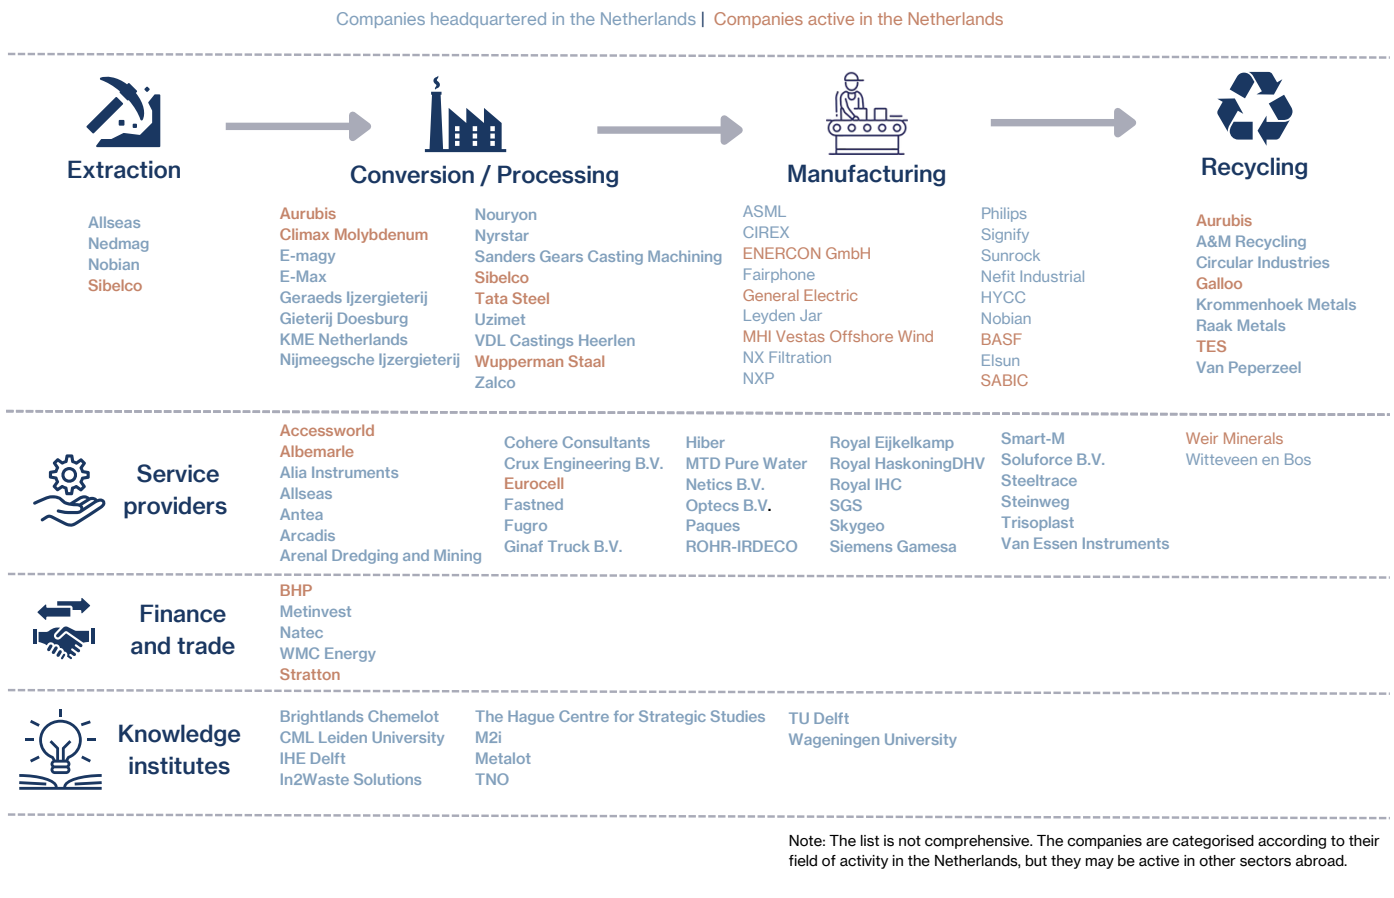 Companies headquartered in the Netherlands | Companies active in the Netherlands
Extraction
Conversion / Processing
Manufacturing
Recycling
Allseas
Nedmag
Nobian
Sibelco
Aurubis
Climax Molybdenum
E-magy
E-Max
Geraeds Ijzergieterij
Gieterij Doesburg
KME Netherlands
Nijmeegsche Ijzergieterij
Nouryon
Nyrstar
Sanders Gears Casting Machining
Sibelco
Tata Steel
Uzimet
VDL Castings Heerlen
Wupperman Staal
Zalco
ASML
CIREX
ENERCON GmbH
Fairphone
General Electric
Leyden Jar
MHI Vestas Offshore Wind
NX Filtration
NXP
Philips
Signify
Sunrock
Nefit Industrial
HYCC
Nobian
BASF
Elsun
SABIC
Aurubis
A&M Recycling
Circular Industries
Galloo
Krommenhoek Metals
Raak Metals
TES
Van Peperzeel
Service
providers
Accessworld
Albemarle
Alia Instruments
Allseas
Antea
Arcadis
Arenal Dredging and Mining
Cohere Consultants
Crux Engineering B.V.
Eurocell
Fastned
Fugro
Ginaf Truck B.V.
Hiber
MTD Pure Water
Netics B.V.
Optecs B.V.
Paques
ROHR-IRDECO
Royal Eijkelkamp
Royal HaskoningDHV
Royal IHC
SGS
Skygeo
Siemens Gamesa
Smart-M
Soluforce B.V.
Steeltrace
Steinweg
Trisoplast
Van Essen Instruments
Weir Minerals
Witteveen en Bos
Finance
and trade
BHP
Metinvest
Natec
WMC Energy
Stratton
Knowledge
institutes
Brightlands Chemelot
CML Leiden University
IHE Delft
In2Waste Solutions
The Hague Centre for Strategic Studies
M2i
Metalot
TNO
TU Delft
Wageningen University
Note: The list is not comprehensive. The companies are categorised according to their
field of activity in the Netherlands, but they may be active in other sectors abroad.